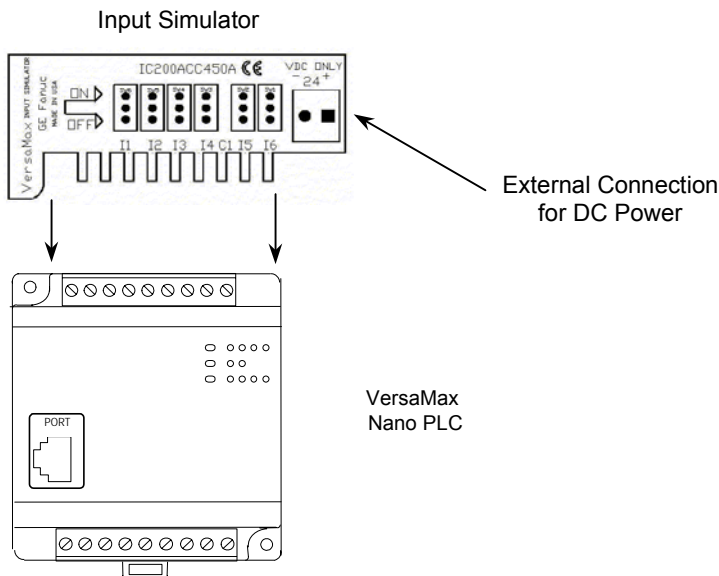 Input Simulator
IC200ACC450A CE
VDC ONLY
- 24 +
VersaMax INPUT SIMULATOR
GE Fanuc
MADE IN USA
ON
OFF
I1 I2 I3 I4 C1 I5 I6
External Connection
for DC Power
PORT
VersaMax
Nano PLC